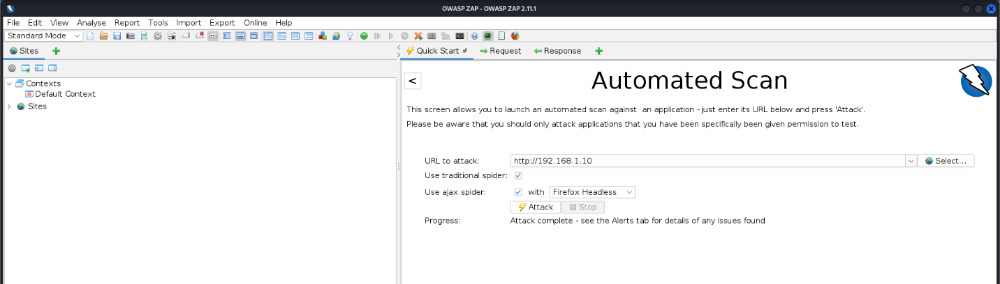 OWASP ZAP - OWASP ZAP 2.11.1
File Edit View Analyse Report Tools Import Export Online Help
Standard Mode
Sites
Quick Start Request Response
Contexts
Default Context
Sites
<
Automated Scan
This screen allows you to launch an automated scan against an application - just enter its URL below and press 'Attack'.
Please be aware that you should only attack applications that you have been specifically been given permission to test.
URL to attack: http://192.168.1.10 Select...
Use traditional spider:
Use ajax spider: with Firefox Headless
Attack Stop
Progress: Attack complete - see the Alerts tab for details of any issues found